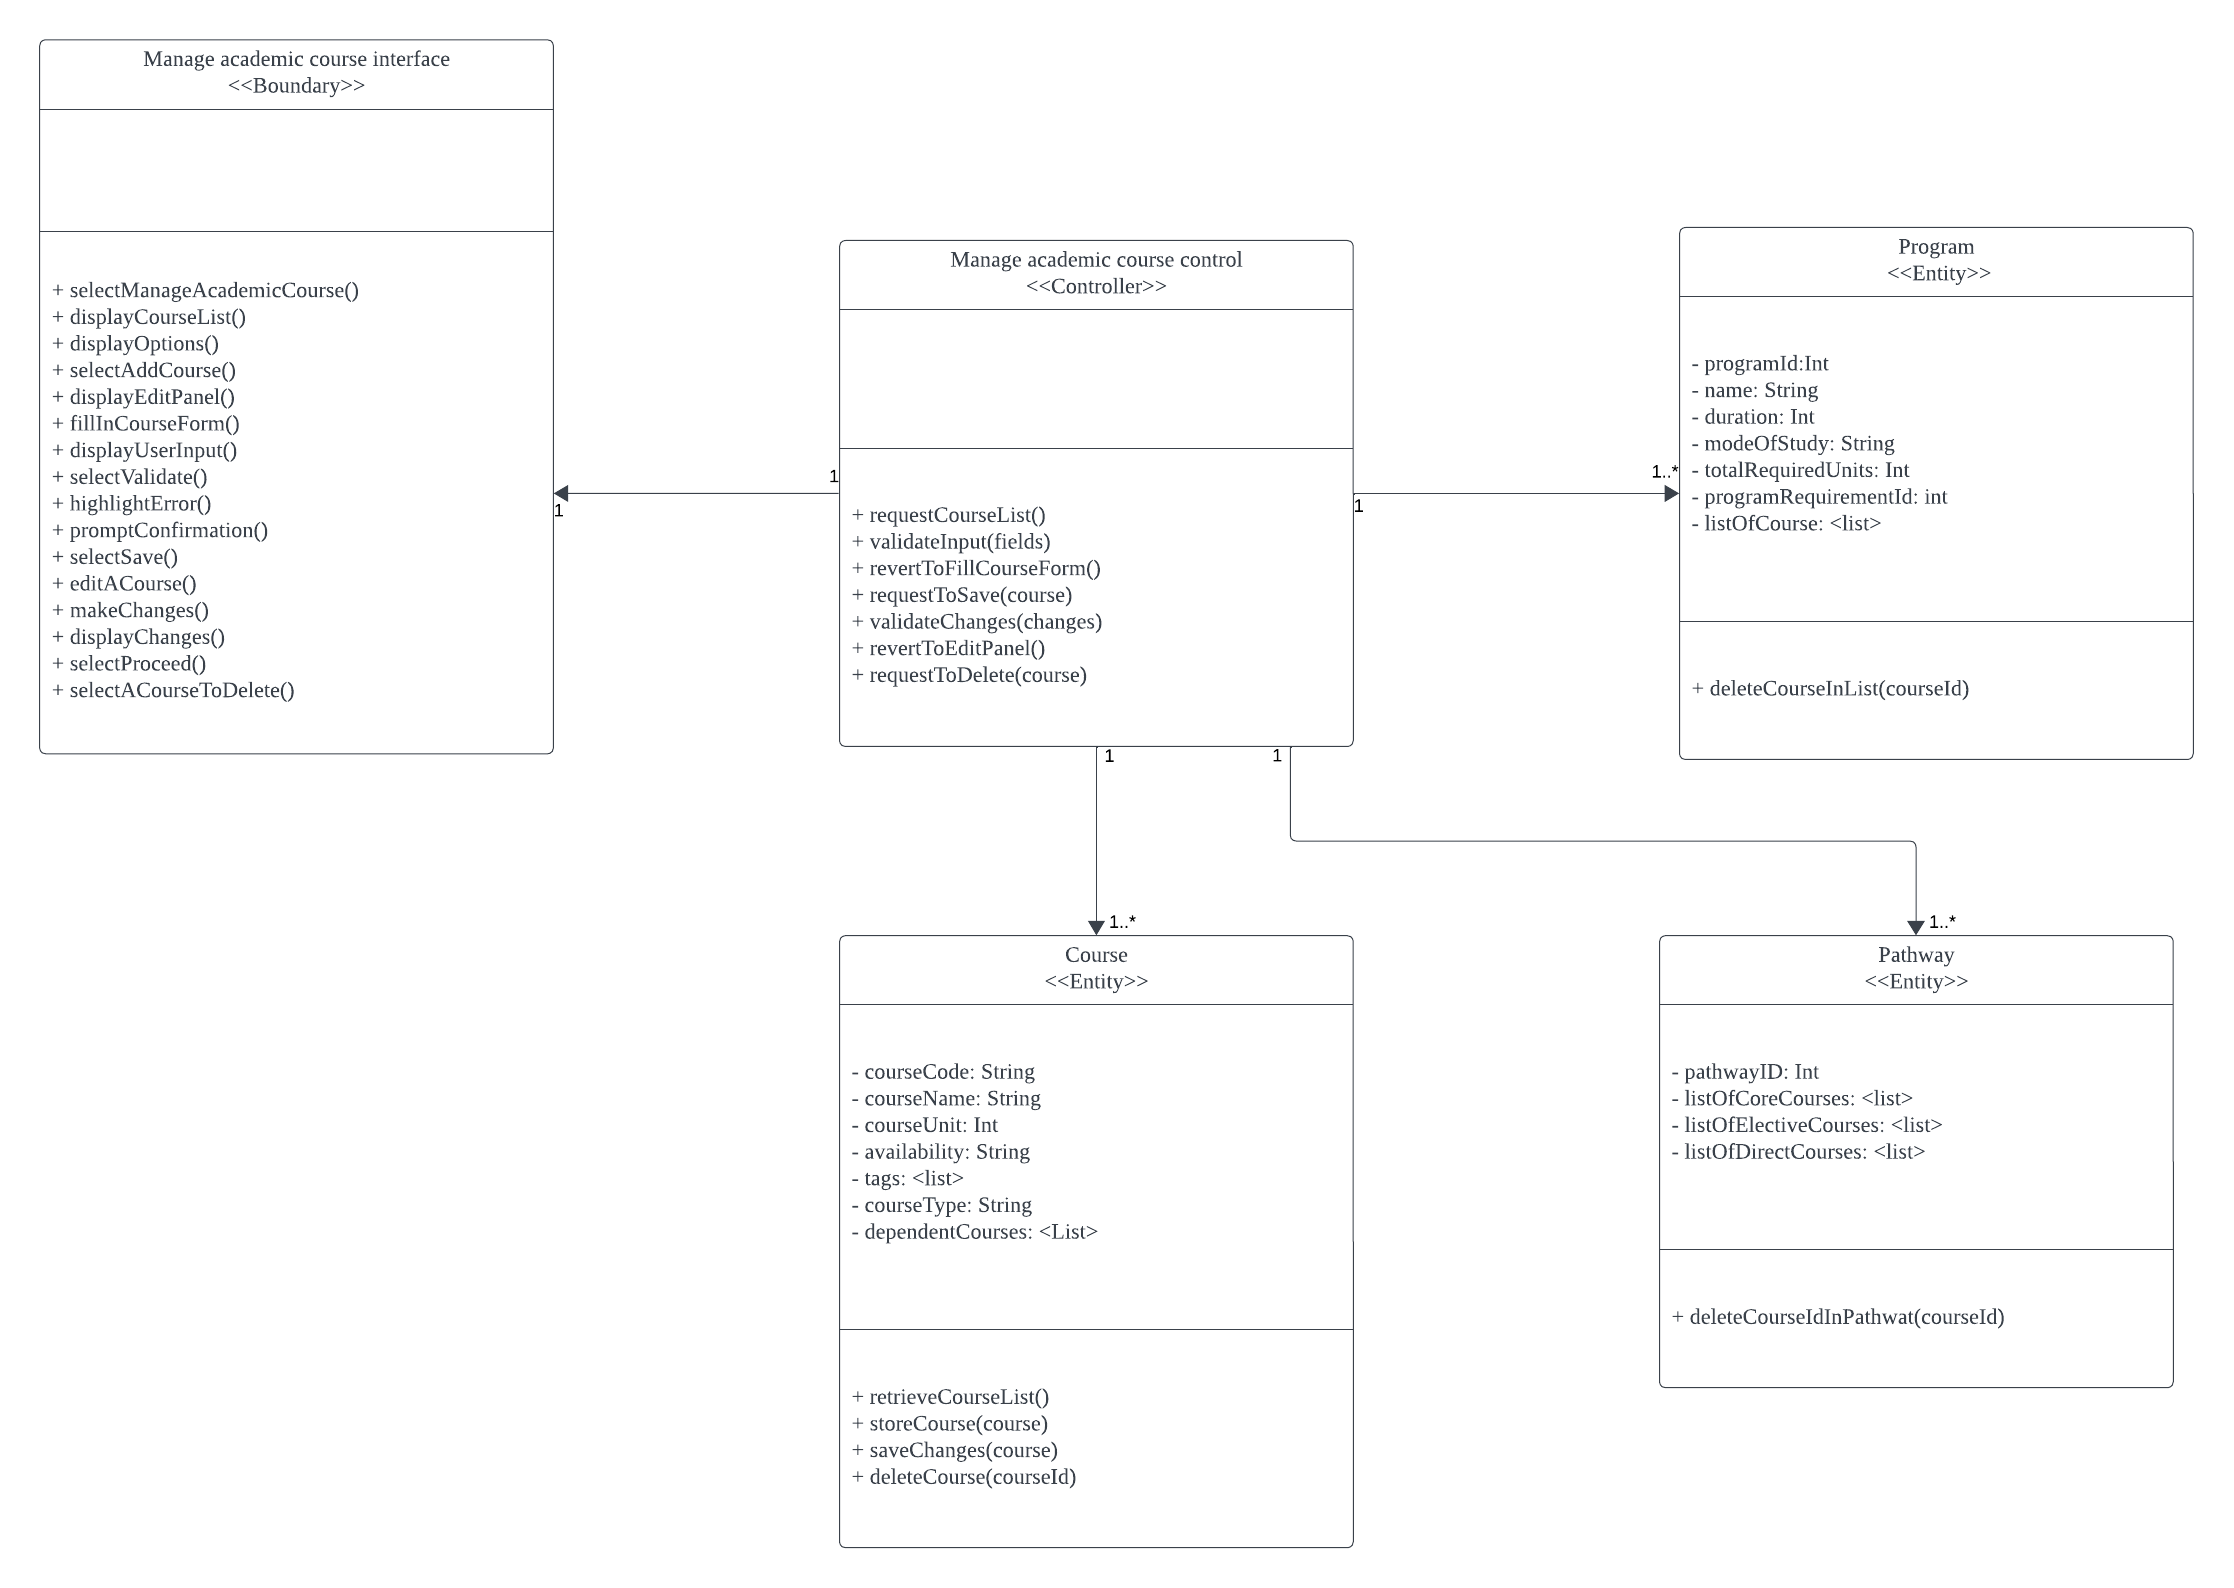 Manage academic course interface
<<Boundary>>
+ selectManageAcademicCourse()
+ displayCourseList()
+ displayOptions()
+ selectAddCourse()
+ displayEditPanel()
+ fillInCourseForm()
+ displayUserInput()
+ selectValidate()
+ highlightError()
+ promptConfirmation()
+ selectSave()
+ editACourse()
+ makeChanges()
+ displayChanges()
+ selectProceed()
+ selectACourseToDelete()
1
1
Manage academic course control
<<Controller>>
+ requestCourseList()
+ validateInput(fields)
+ revertToFillCourseForm()
+ requestToSave(course)
+ validateChanges(changes)
+ revertToEditPanel()
+ requestToDelete(course)
1
1..*
Program
<<Entity>>
- programId:Int
- name: String
- duration: Int
- modeOfStudy: String
- totalRequiredUnits: Int
- programRequirementId: int
- listOfCourse: <list>
+ deleteCourseInList(courseId)
1
1
1..*
1..*
Course
<<Entity>>
- courseCode: String
- courseName: String
- courseUnit: Int
- availability: String
- tags: <list>
- courseType: String
- dependentCourses: <List>
+ retrieveCourseList()
+ storeCourse(course)
+ saveChanges(course)
+ deleteCourse(courseId)
Pathway
<<Entity>>
- pathwayID: Int
- listOfCoreCourses: <list>
- listOfElectiveCourses: <list>
- listOfDirectCourses: <list>
+ deleteCourseIdInPathwat(courseId)